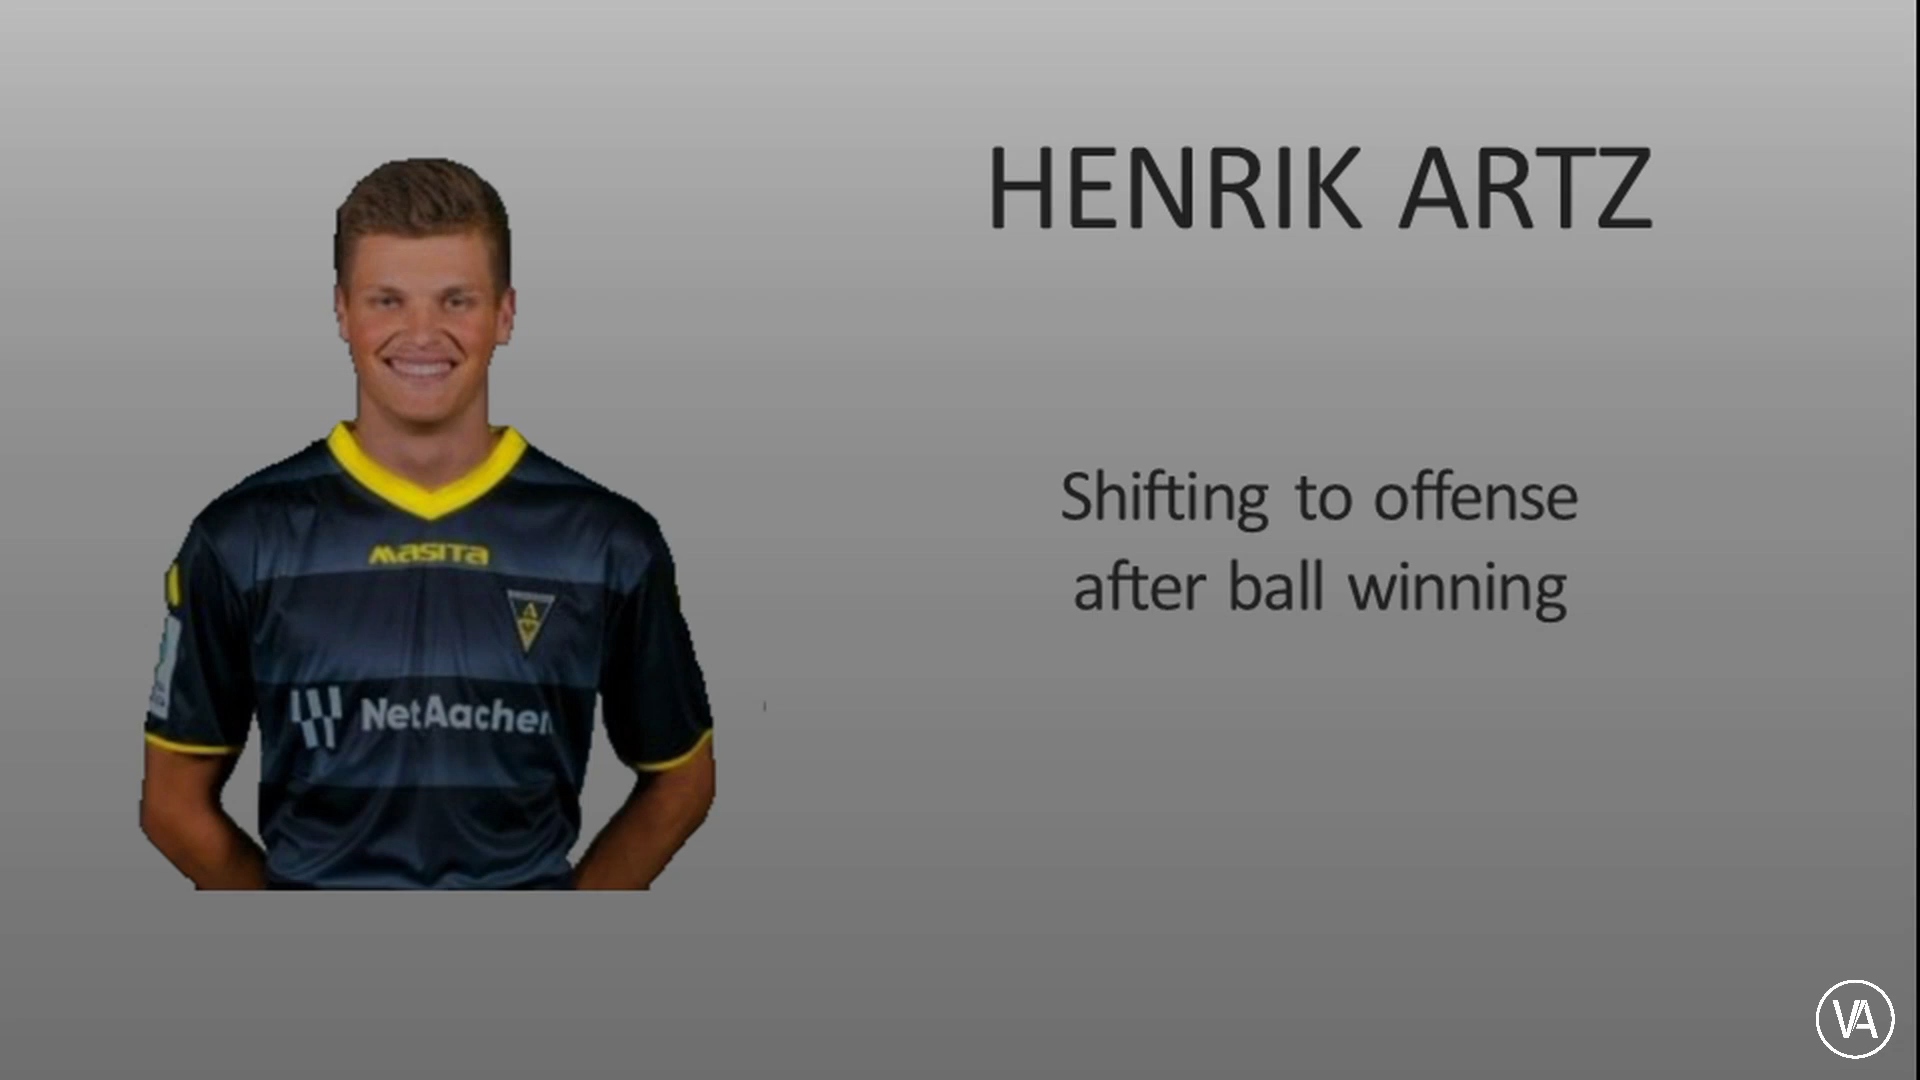 HENRIK ARTZ
Shifting to offense
after ball winning
MASITA
A
NetAachen
VA